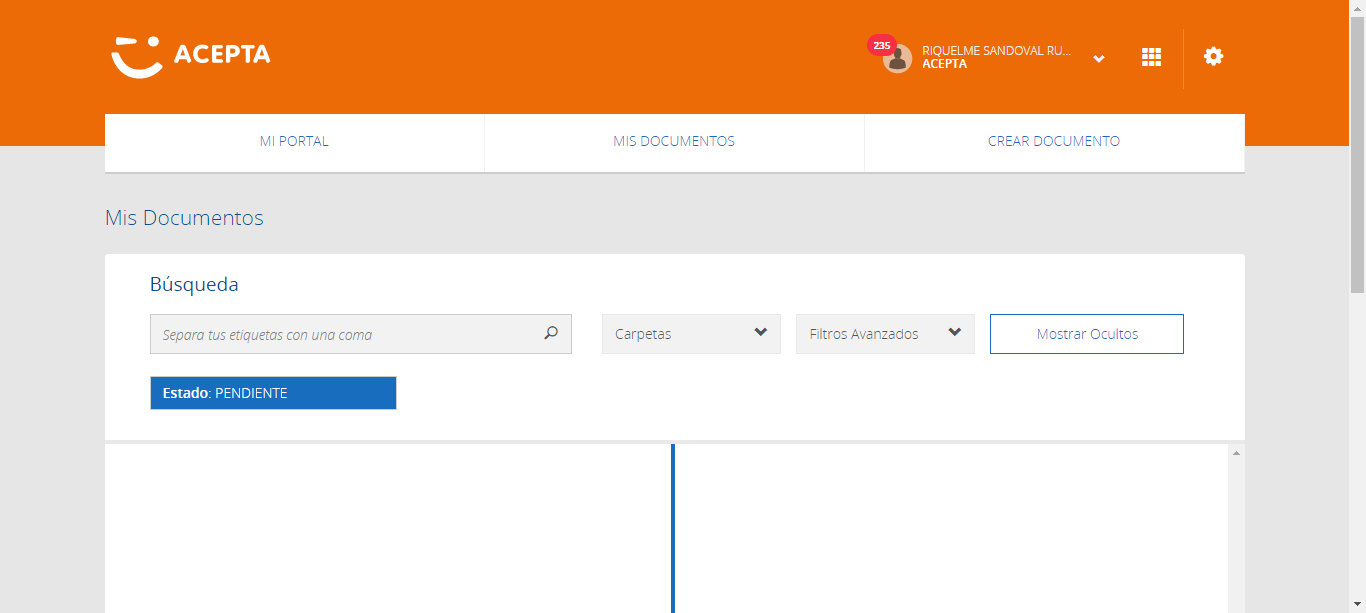 ACEPTA
235
RIQUELME SANDOVAL RU...
ACEPTA
MI PORTAL
MIS DOCUMENTOS
CREAR DOCUMENTO
Mis Documentos
Búsqueda
Separa tus etiquetas con una coma
Carpetas
Filtros Avanzados
Mostrar Ocultos
Estado: PENDIENTE